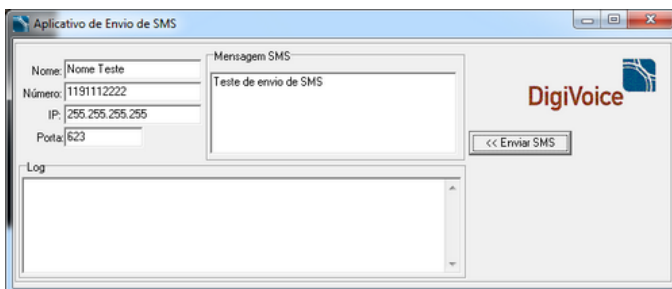 Aplicativo de Envio de SMS
Nome: Nome Teste
Número: 1191112222
IP: 255.255.255.255
Porta: 623
Mensagem SMS
Teste de envio de SMS
DigiVoice
<< Enviar SMS
Log